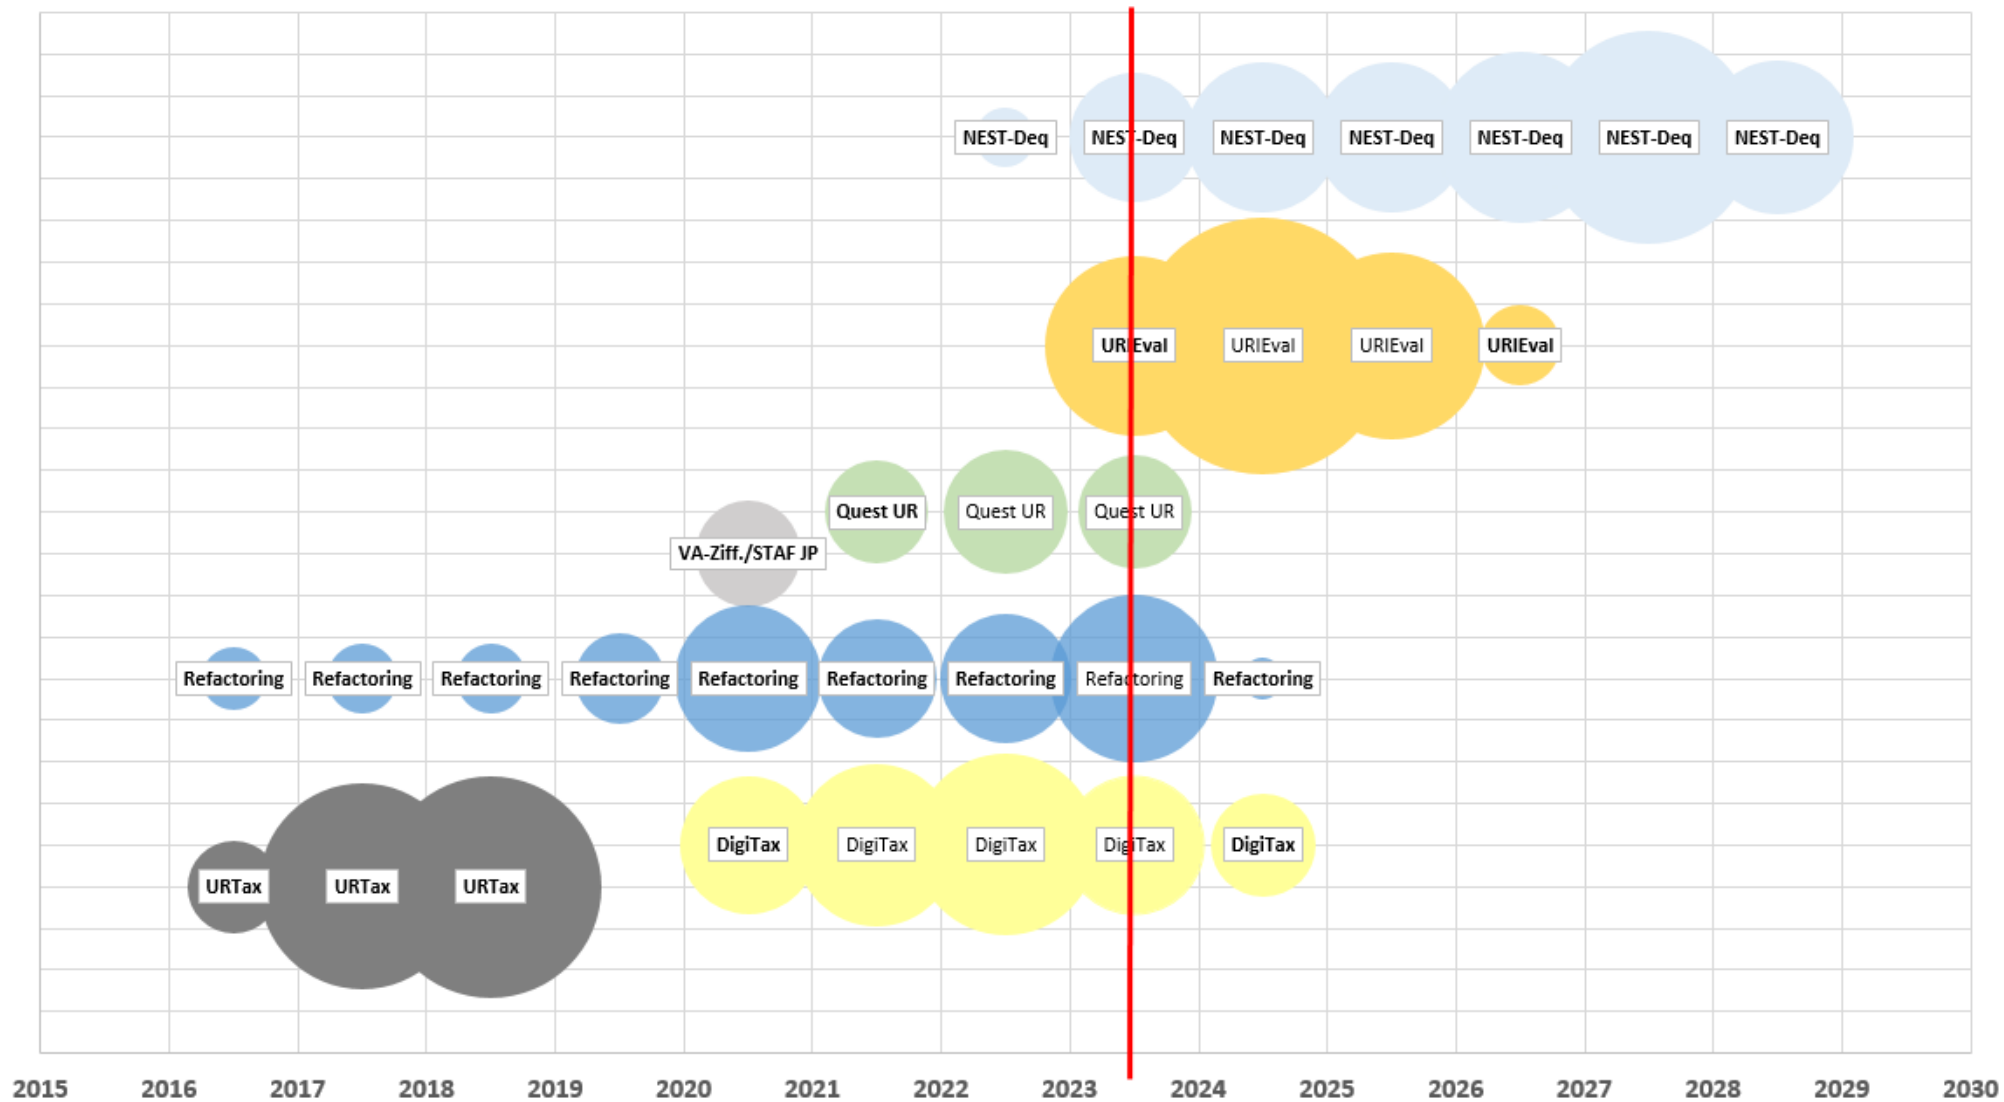 NEST-Deq NEST-Deq NEST-Deq NEST-Deq NEST-Deq NEST-Deq NEST-Deq
URIEval URIEval URIEval URIEval
Quest UR Quest UR Quest UR
VA-Ziff./STAF JP
Refactoring Refactoring Refactoring Refactoring Refactoring Refactoring Refactoring Refactoring Refactoring
DigiTax DigiTax DigiTax DigiTax DigiTax
URTax URTax URTax
2015 2016 2017 2018 2019 2020 2021 2022 2023 2024 2025 2026 2027 2028 2029 2030